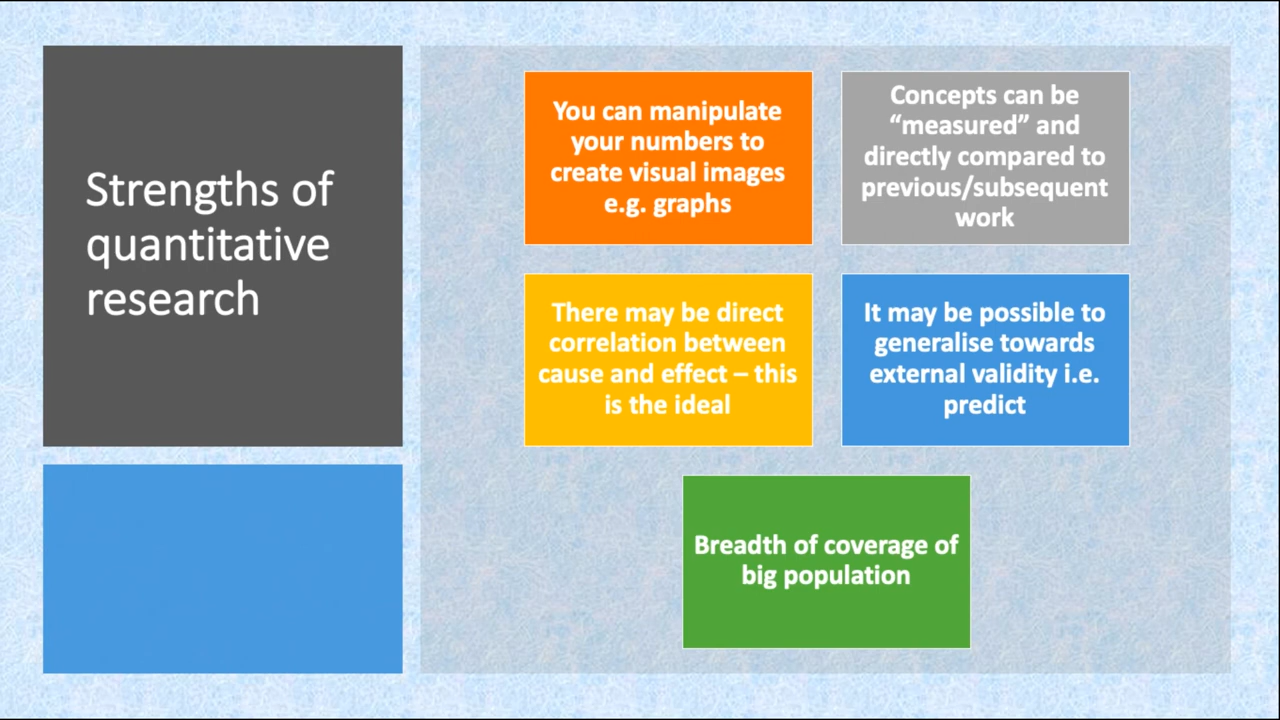 Strengths of
quantitative
research
You can manipulate
your numbers to
create visual images
e.g. graphs
Concepts can be
“measured” and
directly compared to
previous/subsequent
work
There may be direct
correlation between
cause and effect – this
is the ideal
It may be possible to
generalise towards
external validity i.e.
predict
Breadth of coverage of
big population